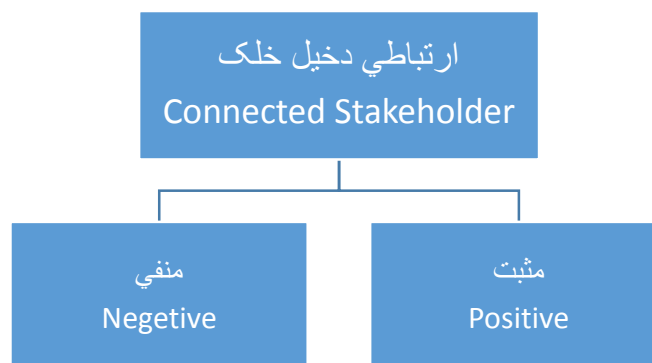 ارتباطي دخيل خلک
Connected Stakeholder
مثبت
Positive
منفي
Negetive